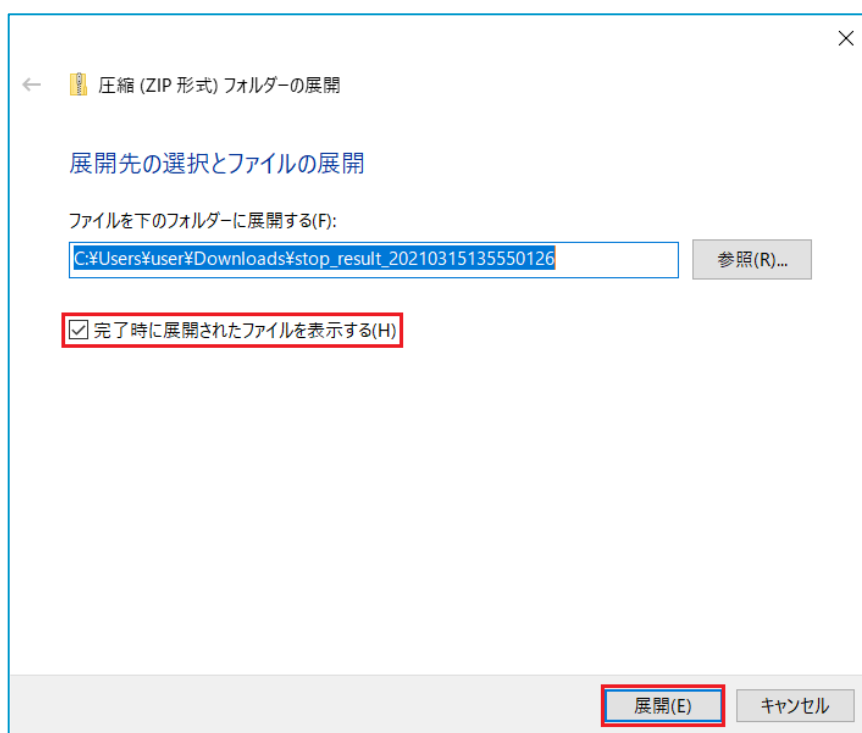 圧縮 (ZIP 形式) フォルダーの展開
展開先の選択とファイルの展開
ファイルを下のフォルダーに展開する(F):
C:¥Users¥user¥Downloads¥stop_result_20210315135550126
参照(R)...
完了時に展開されたファイルを表示する(H)
展開(E)
キャンセル